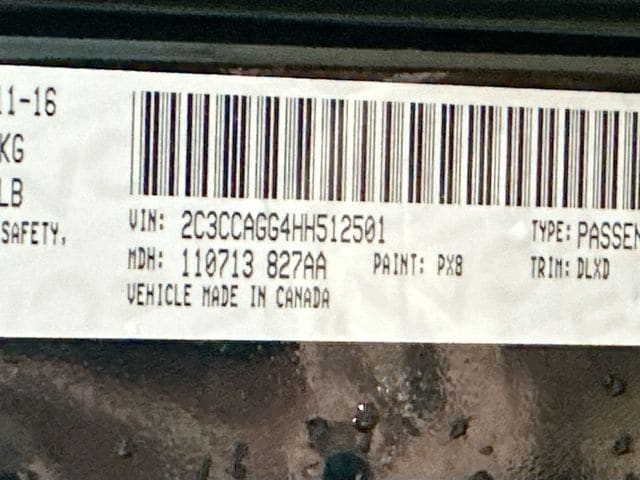 11-16
KG
LB
SAFETY,
VIN: 2C3CCAGG4HH512501
TYPE: PASSEN
MDH: 110713 827AA
PAINT: PX8
TRIM: DLXD
VEHICLE MADE IN CANADA